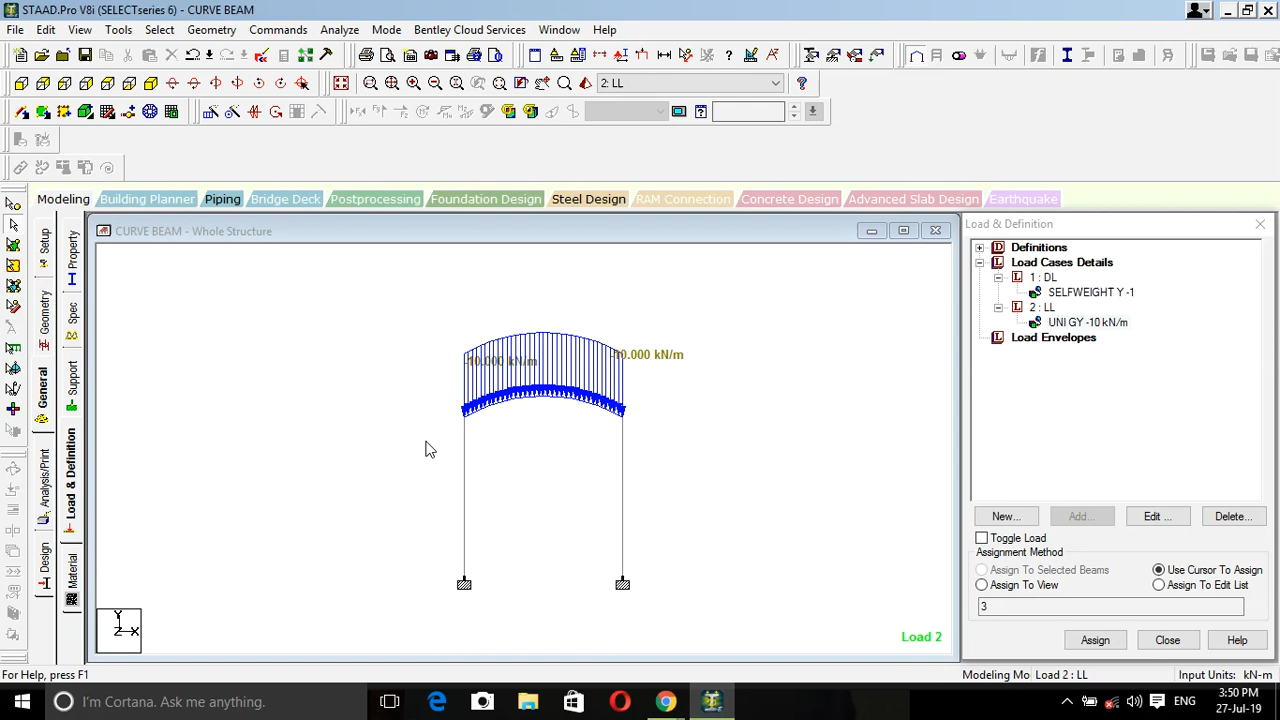 STAAD.Pro V8i (SELECTseries 6) - CURVE BEAM
File Edit View Tools Select Geometry Commands Analyze Mode Bentley Cloud Services Window Help
2: LL
Modeling Building Planner Piping Bridge Deck Postprocessing Foundation Design Steel Design RAM Connection Concrete Design Advanced Slab Design Earthquake
CURVE BEAM - Whole Structure
Setup
Geometry
General
Analysis/Print
Design
Property
Spec
Support
Load & Definition
Material
-10.000 kN/m
-10.000 kN/m
Y
Z X
Load 2
Load & Definition
Definitions
Load Cases Details
1 : DL
SELFWEIGHT Y -1
2 : LL
UNI GY -10 kN/m
Load Envelopes
New... Add... Edit ... Delete...
Toggle Load
Assignment Method
Assign To Selected Beams Use Cursor To Assign
Assign To View Assign To Edit List
3
Assign Close Help
For Help, press F1
Modeling Mo Load 2 : LL Input Units: kN-m
I'm Cortana. Ask me anything.
ENG
3:50 PM
27-Jul-19